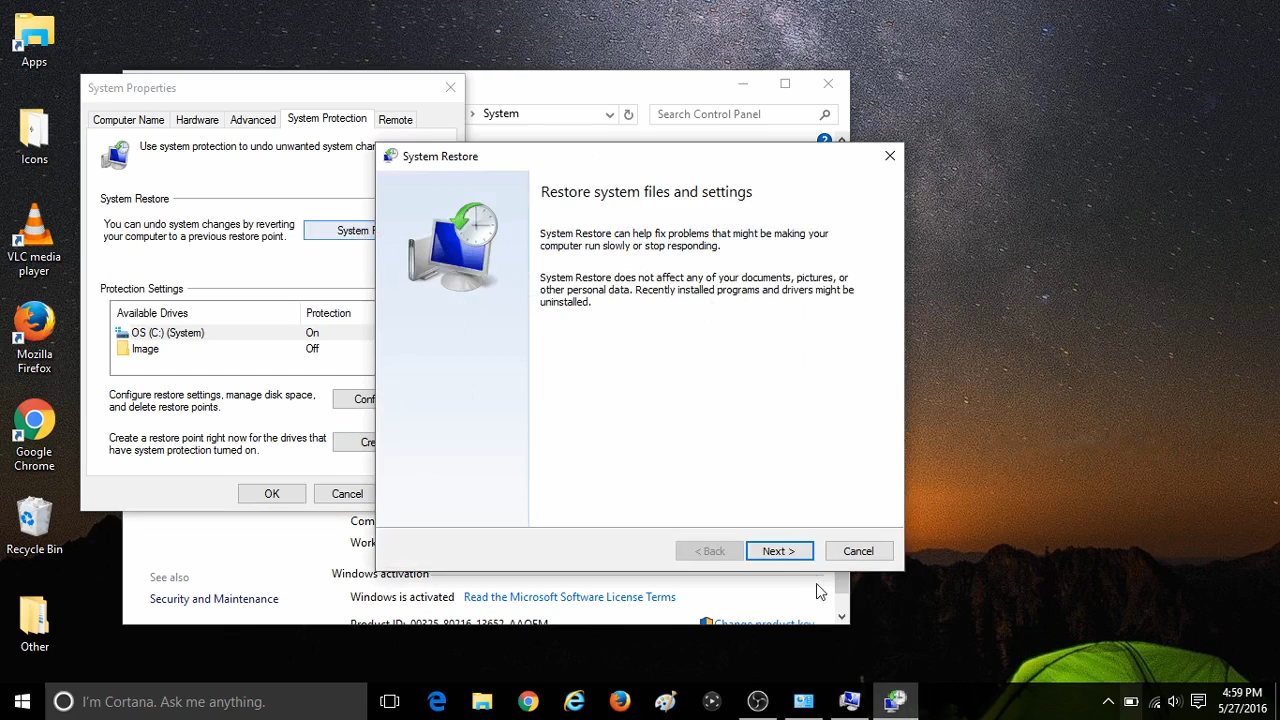 Apps
Icons
VLC media
player
Mozilla
Firefox
Google
Chrome
Recycle Bin
Other
System Properties
Computer Name
Hardware
Advanced
System Protection
Remote
Use system protection to undo unwanted system
System Restore
You can undo system changes by reverting
your computer to a previous restore point.
System
Protection Settings
Available Drives
Protection
OS (C:) (System)
On
Image
Off
Configure restore settings, manage disk space,
and delete restore points.
Create a restore point right now for the drives that
have system protection turned on.
OK
Cancel
> System
Search Control Panel
?
System Restore
Restore system files and settings
System Restore can help fix problems that might be making your
computer run slowly or stop responding.
System Restore does not affect any of your documents, pictures, or
other personal data. Recently installed programs and drivers might be
uninstalled.
< Back
Next >
Cancel
See also
Security and Maintenance
Windows activation
Windows is activated Read the Microsoft Software License Terms
Product ID: 00325-80216-13652-AAOEM
Change product key
I'm Cortana. Ask me anything.
4:59 PM
5/27/2016